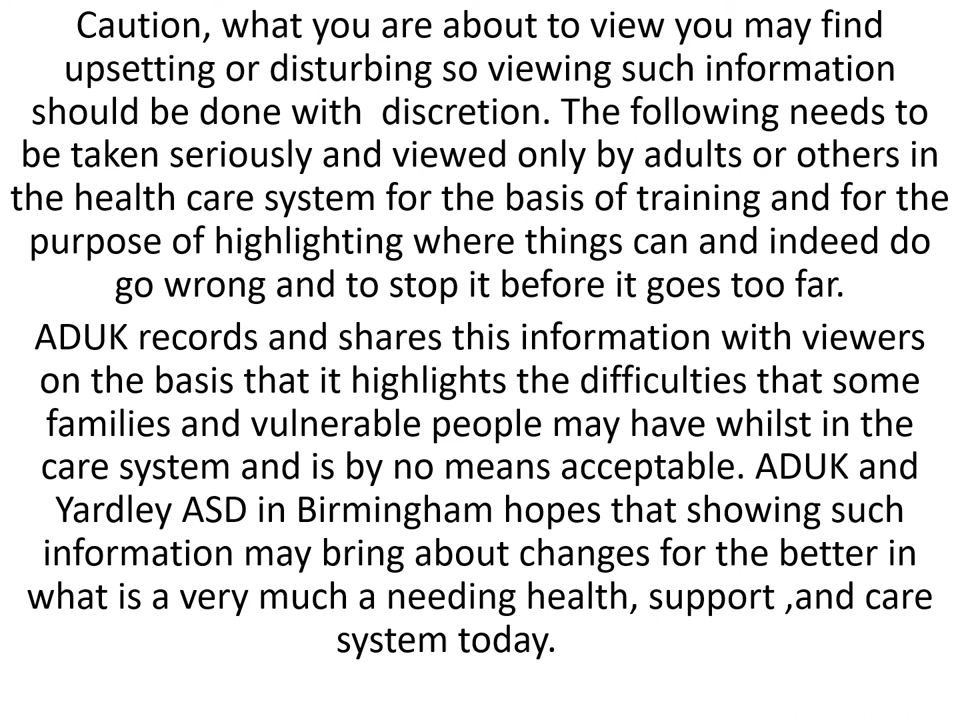 Caution, what you are about to view you may find
upsetting or disturbing so viewing such information
should be done with  discretion. The following needs to
be taken seriously and viewed only by adults or others in
the health care system for the basis of training and for the
purpose of highlighting where things can and indeed do
go wrong and to stop it before it goes too far.
ADUK records and shares this information with viewers
on the basis that it highlights the difficulties that some
families and vulnerable people may have whilst in the
care system and is by no means acceptable. ADUK and
Yardley ASD in Birmingham hopes that showing such
information may bring about changes for the better in
what is a very much a needing health, support ,and care
system today.